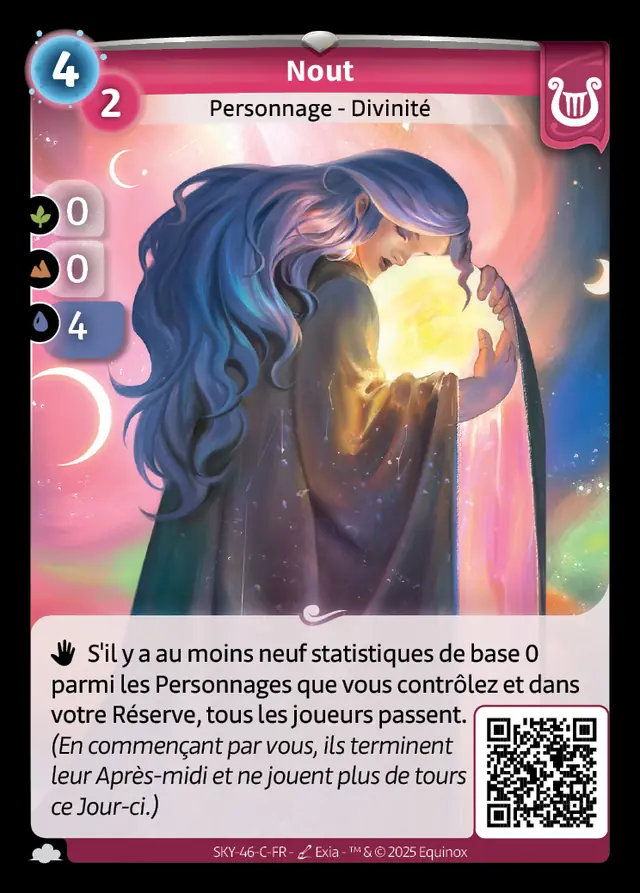 4
Nout
2
Personnage - Divinité
0
0
4
S'il y a au moins neuf statistiques de base 0
parmi les Personnages que vous contrôlez et dans
votre Réserve, tous les joueurs passent.
(En commençant par vous, ils terminent
leur Après-midi et ne jouent plus de tours
ce Jour-ci.)
SKY-46-C-FR - Exia - ™ & © 2025 Equinox